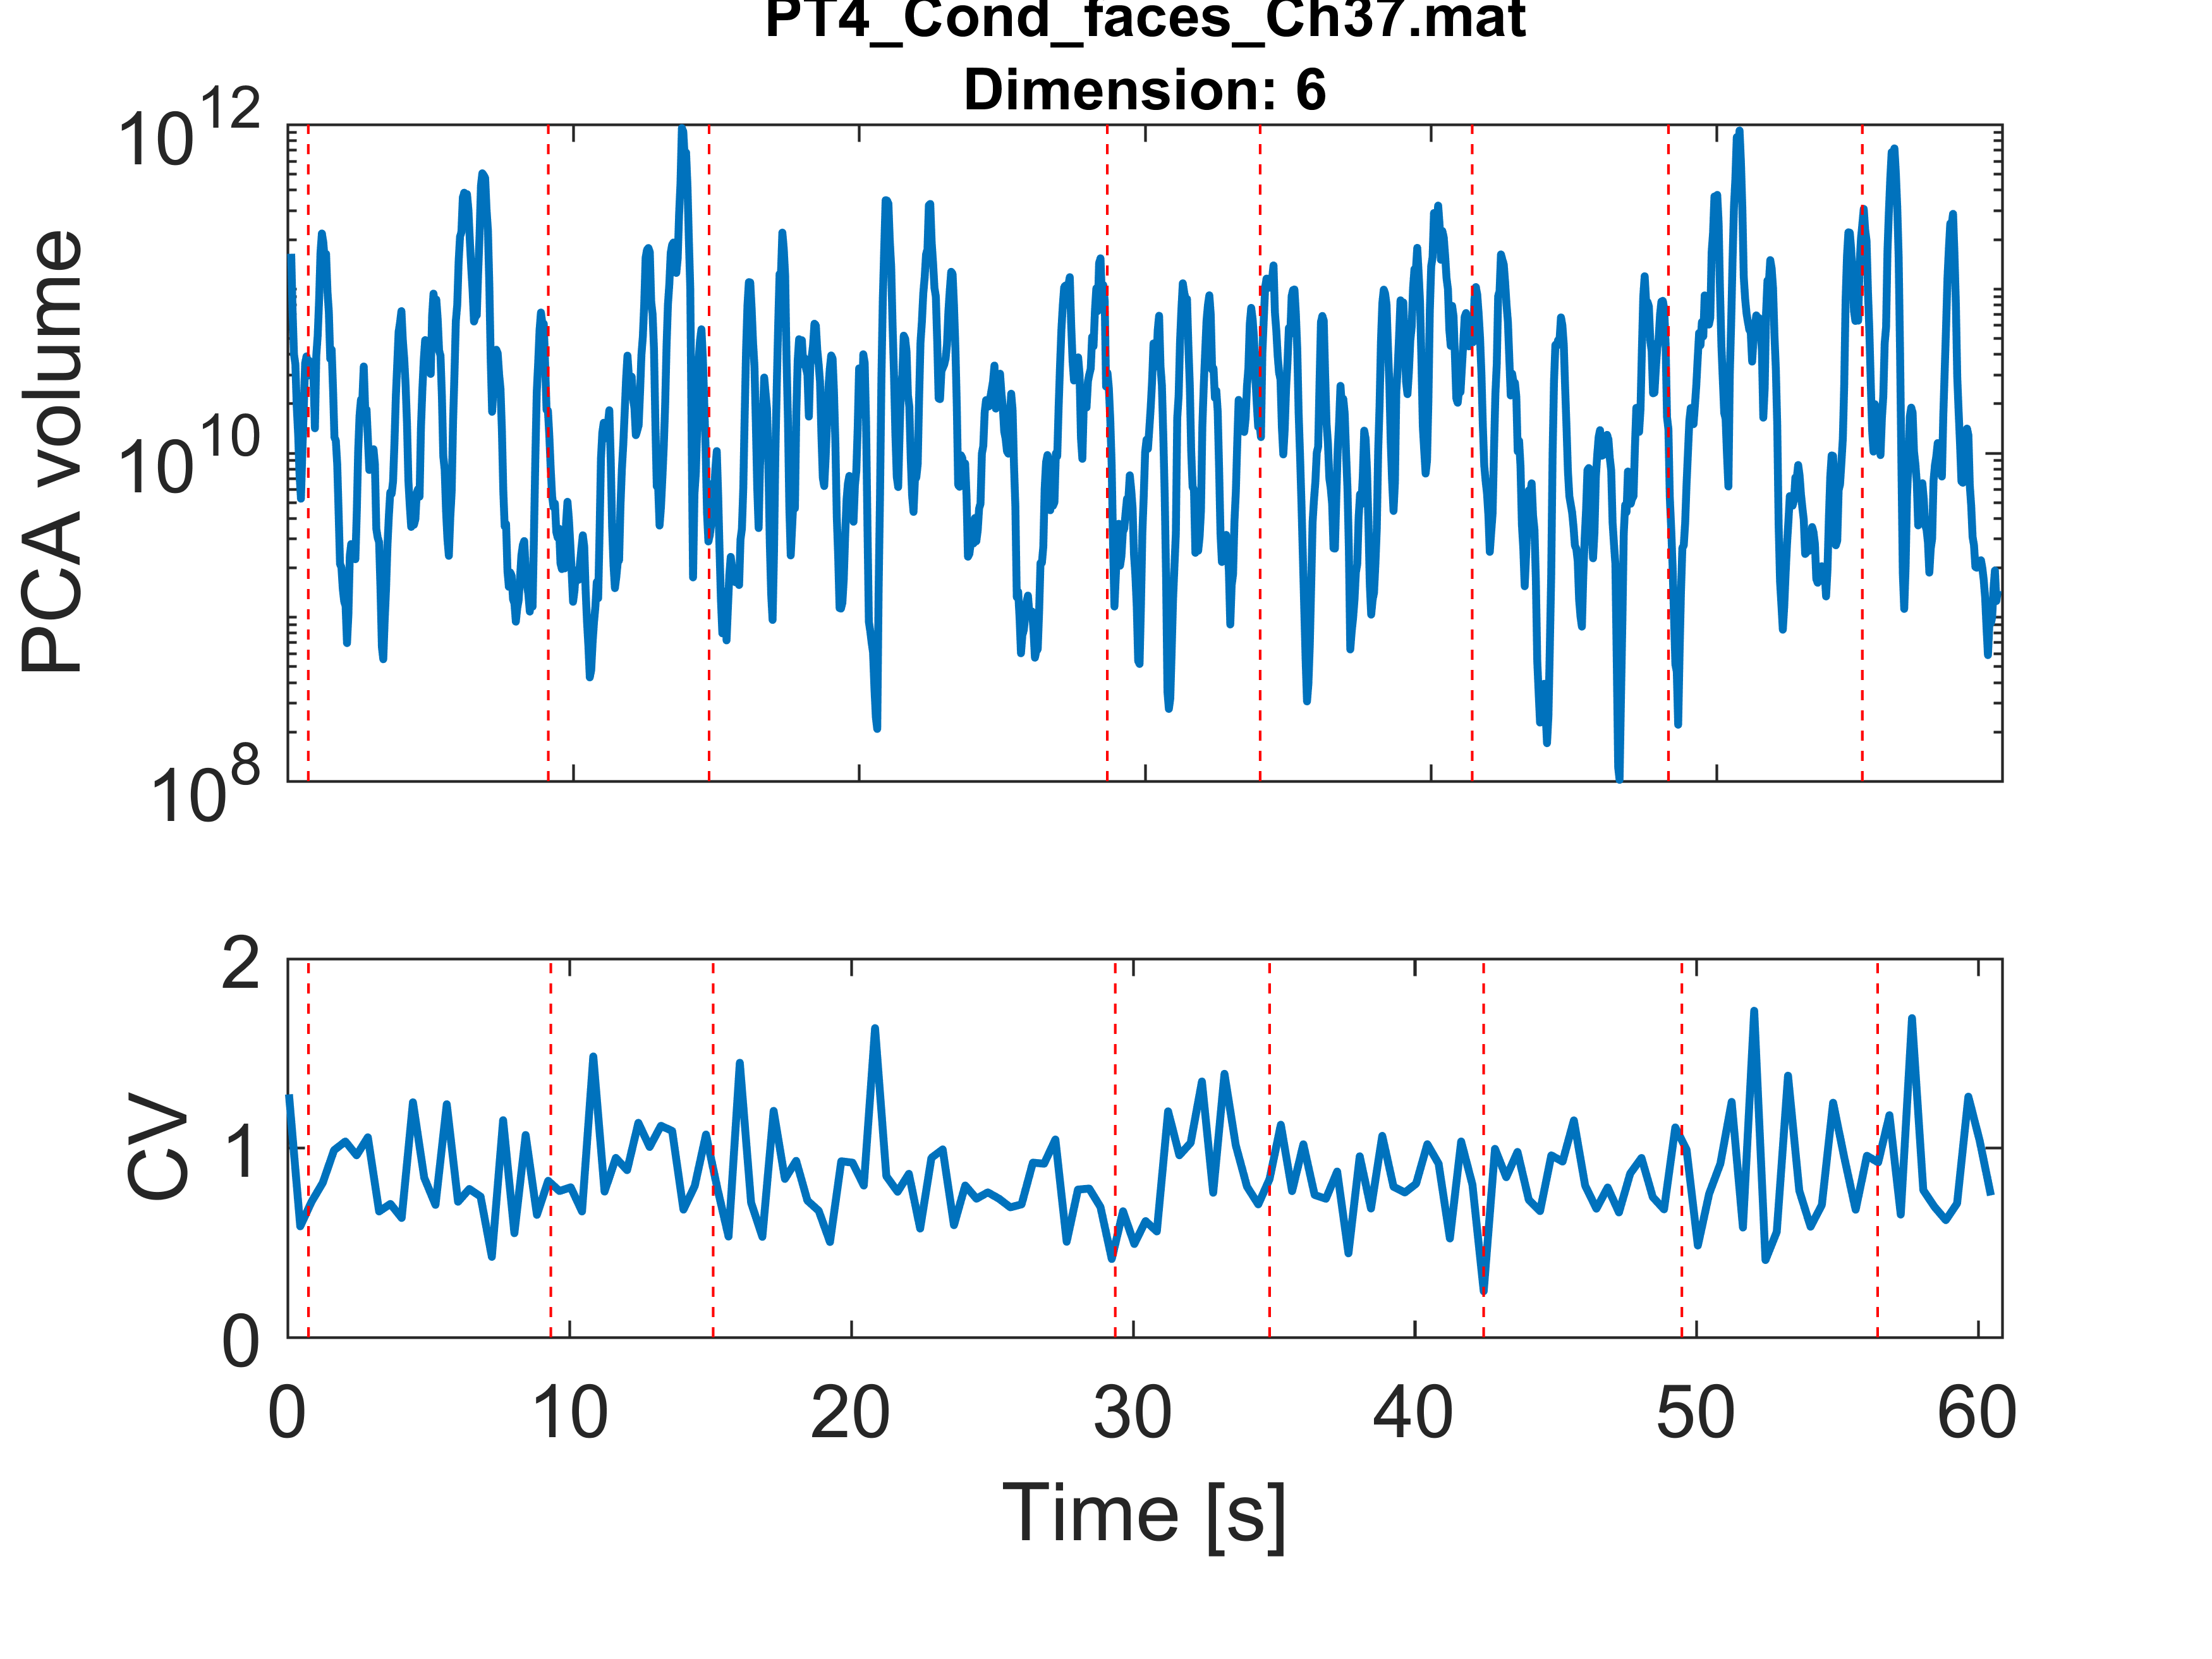 PT4_Cond_faces_Ch37.mat
Dimension: 6
10^12
10^10
10^8
PCA volume
2
1
0
CV
0 10 20 30 40 50 60
Time [s]